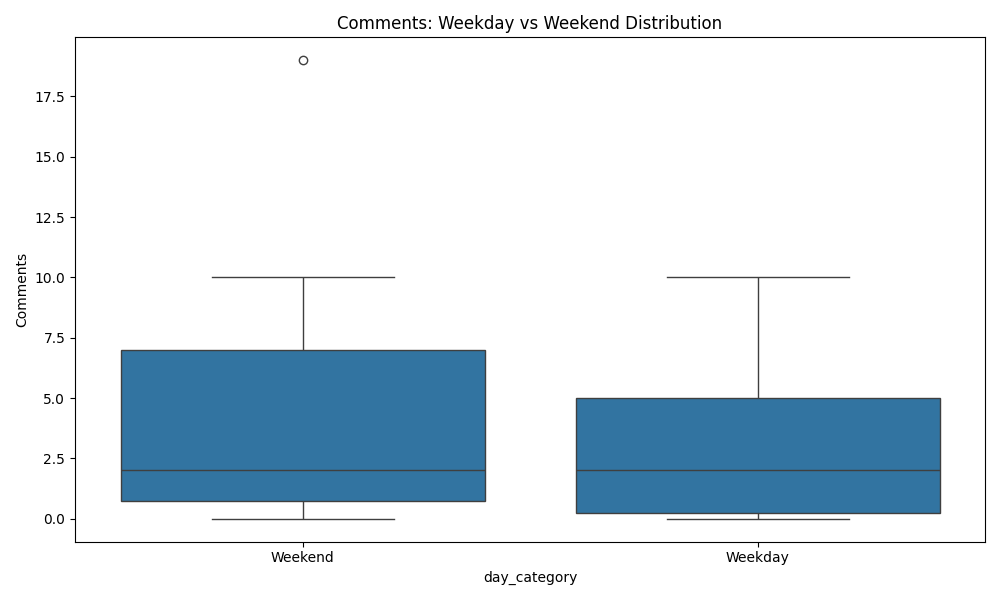 Comments: Weekday vs Weekend Distribution
17.5
15.0
12.5
10.0
7.5
5.0
2.5
0.0
Comments
Weekend
Weekday
day_category